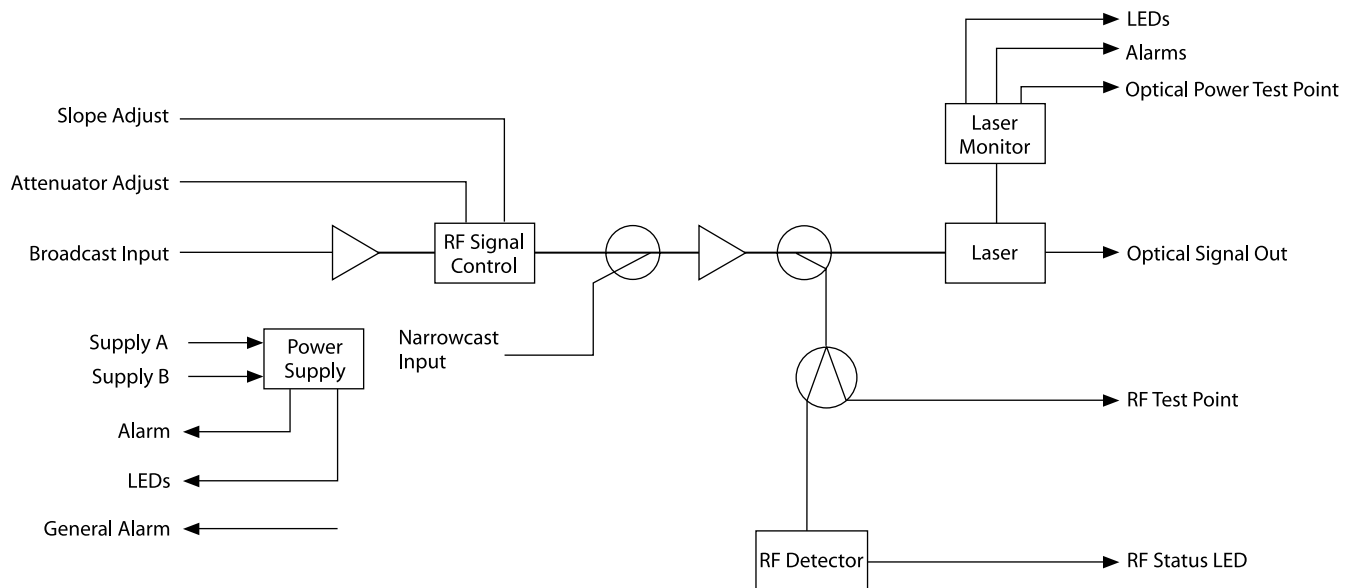 LEDs
Alarms
Optical Power Test Point
Slope Adjust
Laser
Monitor
Attenuator Adjust
Broadcast Input
RF Signal
Control
Laser
Optical Signal Out
Supply A
Supply B
Power
Supply
Narrowcast
Input
Alarm
RF Test Point
LEDs
General Alarm
RF Detector
RF Status LED